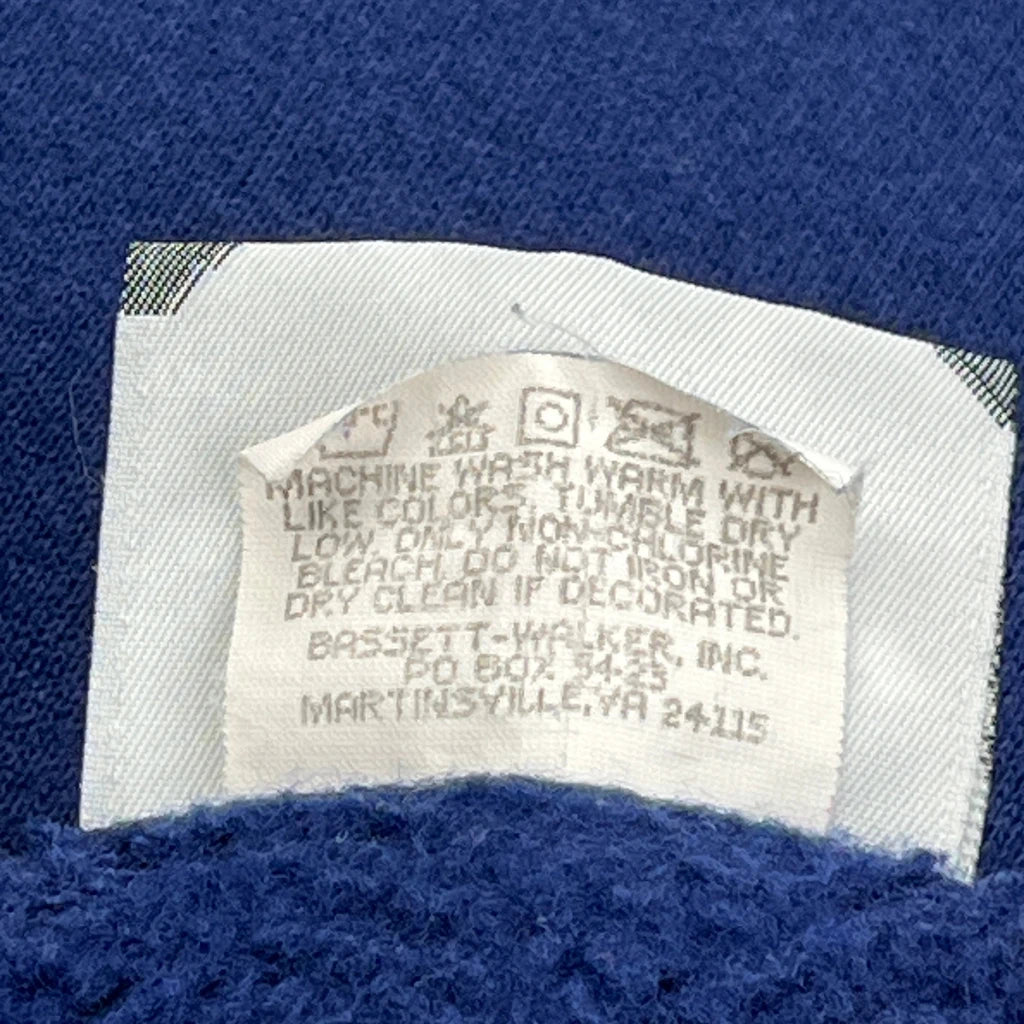 MACHINE WASH WARM WITH
LIKE COLORS. TUMBLE DRY
LOW. ONLY NON-CHLORINE
BLEACH. DO NOT IRON OR
DRY CLEAN IF DECORATED.
BASSETT-WALKER, INC.
PO BOX 5423
MARTINSVILLE, VA 24115